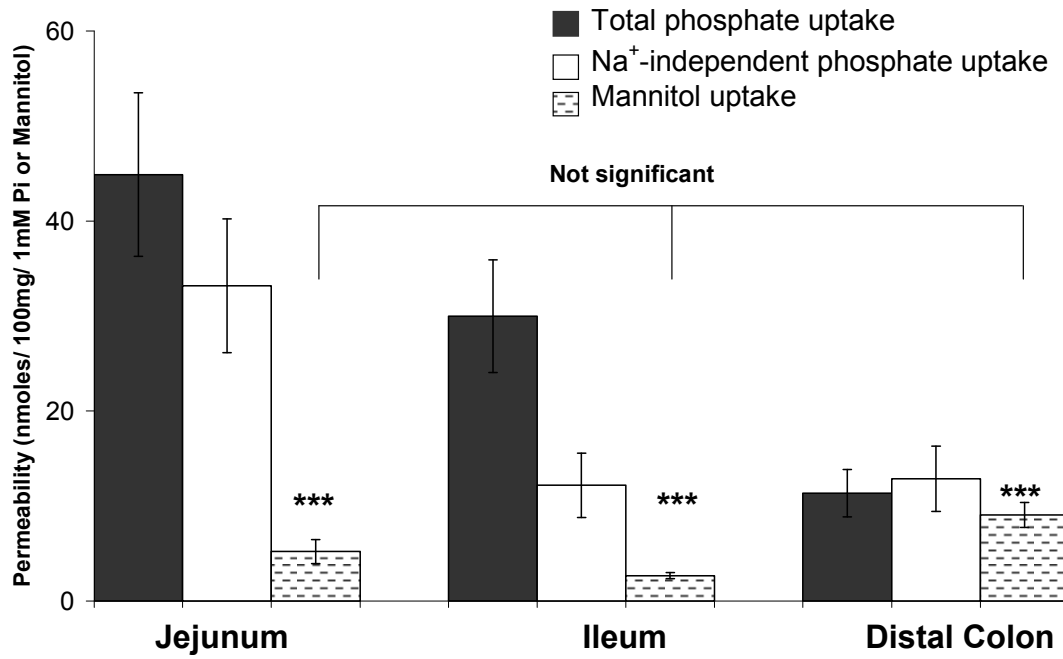 Total phosphate uptake
Na⁺-independent phosphate uptake
Mannitol uptake
Permeability (nmoles/ 100mg/ 1mM Pi or Mannitol)
60
40
20
0
Not significant
***
***
***
Jejunum
Ileum
Distal Colon